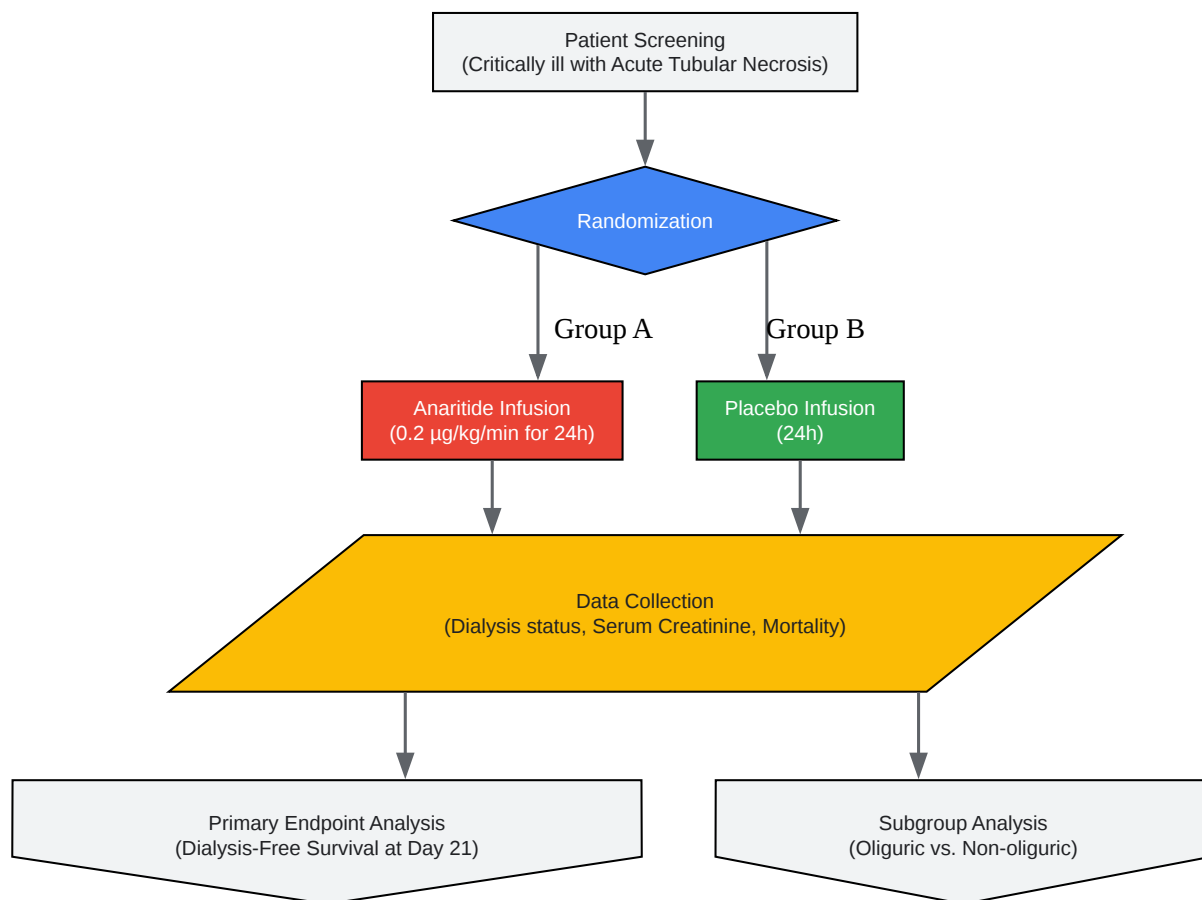 Patient Screening
(Critically ill with Acute Tubular Necrosis)
Randomization
Group A
Group B
Anaritide Infusion
(0.2 µg/kg/min for 24h)
Placebo Infusion
(24h)
Data Collection
(Dialysis status, Serum Creatinine, Mortality)
Primary Endpoint Analysis
(Dialysis-Free Survival at Day 21)
Subgroup Analysis
(Oliguric vs. Non-oliguric)